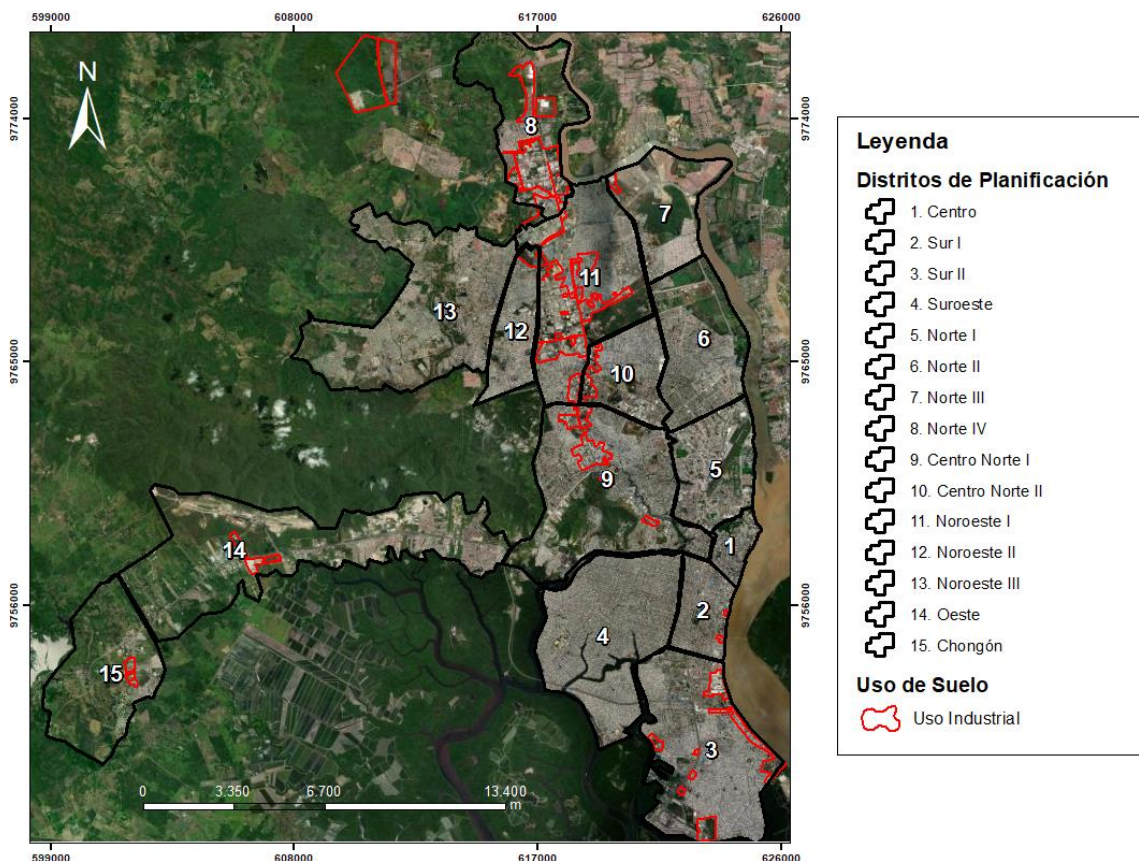 599000 608000 617000 626000
9774000 9774000
9765000 9765000
9756000 9756000
N
8
7
11
13
12
6
10
9
5
14
1
2
4
15
3
0 3.350 6.700 13.400
m
599000 608000 617000 626000
Leyenda
Distritos de Planificación
1. Centro
2. Sur I
3. Sur II
4. Suroeste
5. Norte I
6. Norte II
7. Norte III
8. Norte IV
9. Centro Norte I
10. Centro Norte II
11. Noroeste I
12. Noroeste II
13. Noroeste III
14. Oeste
15. Chongón
Uso de Suelo
Uso Industrial